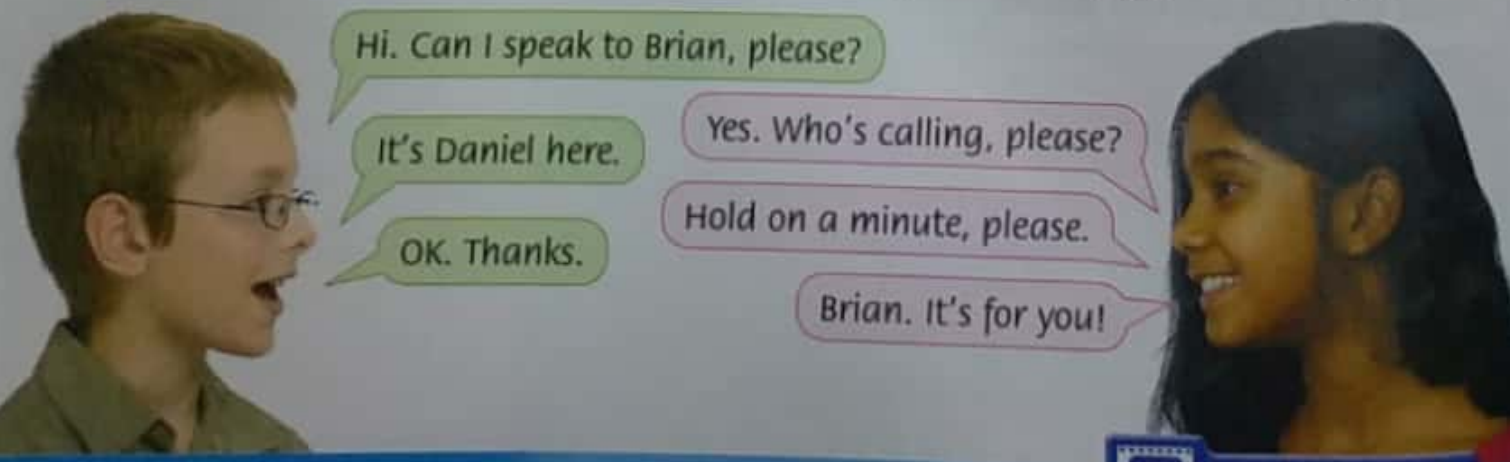 Hi. Can I speak to Brian, please?
Yes. Who's calling, please?
It's Daniel here.
Hold on a minute, please.
OK. Thanks.
Brian. It's for you!